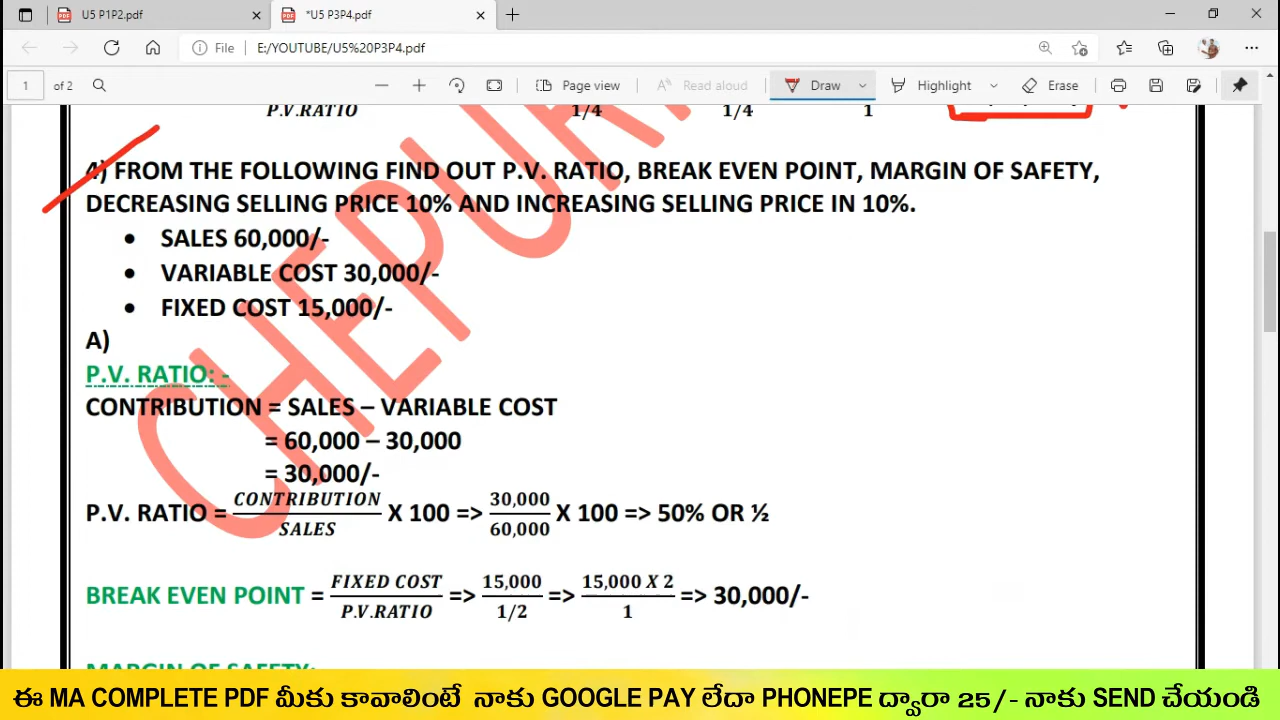 U5 P1P2.pdf
*U5 P3P4.pdf
File E:/YOUTUBE/U5%20P3P4.pdf
1 of 2 Page view Read aloud Draw Highlight Erase
P.V.RATIO 1/4 1/4 1
4) FROM THE FOLLOWING FIND OUT P.V. RATIO, BREAK EVEN POINT, MARGIN OF SAFETY,
DECREASING SELLING PRICE 10% AND INCREASING SELLING PRICE IN 10%.
• SALES 60,000/-
• VARIABLE COST 30,000/-
• FIXED COST 15,000/-
A)
P.V. RATIO: -
CONTRIBUTION = SALES – VARIABLE COST
= 60,000 – 30,000
= 30,000/-
P.V. RATIO = CONTRIBUTION/SALES X 100 => 30,000/60,000 X 100 => 50% OR ½
BREAK EVEN POINT = FIXED COST/P.V.RATIO => 15,000/1/2 => 15,000 X 2/1 => 30,000/-
MARGIN OF SAFETY:
ఈ MA COMPLETE PDF మీకు కావాలింటే నాకు GOOGLE PAY లేదా PHONEPE ద్వారా 25/- నాకు SEND చేయండి